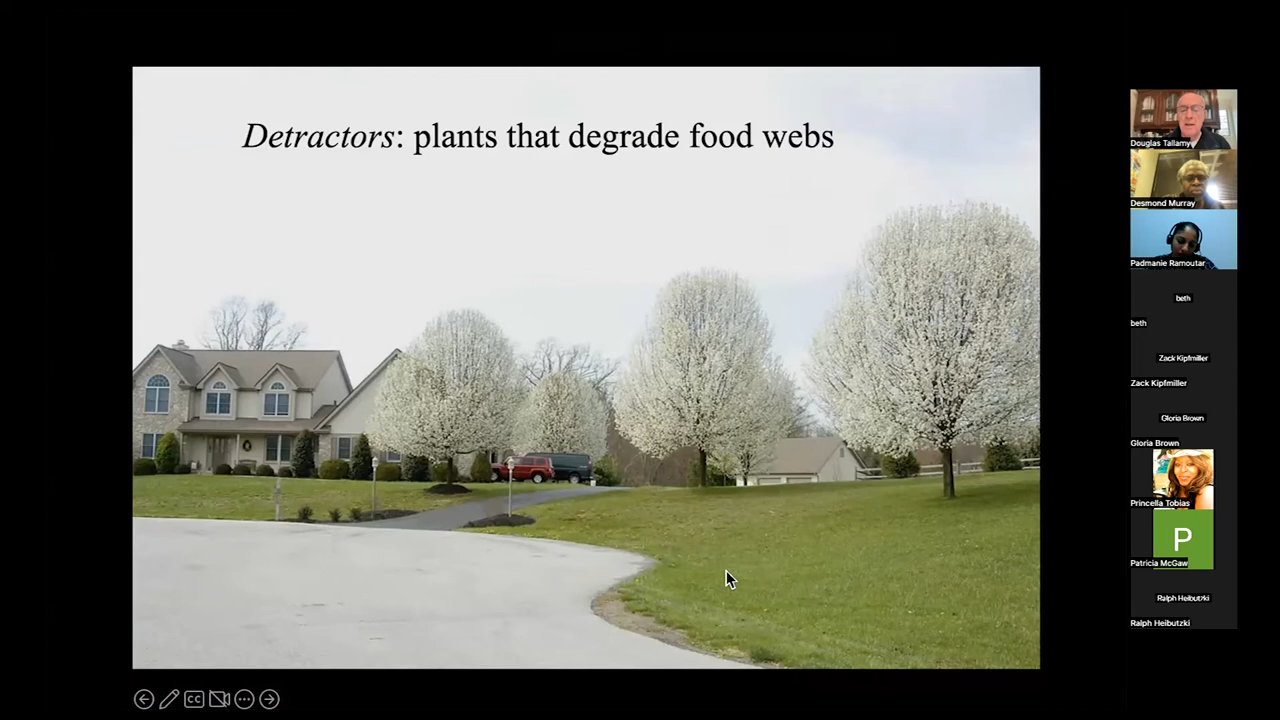 Detractors: plants that degrade food webs
Douglas Tallamy
Desmond Murray
Padmanie Ramoutar
beth
beth
Zack Kipfmiller
Zack Kipfmiller
Gloria Brown
Gloria Brown
Princella Tobias
P
Patricia McGaw
Ralph Heibutzki
Ralph Heibutzki
CC